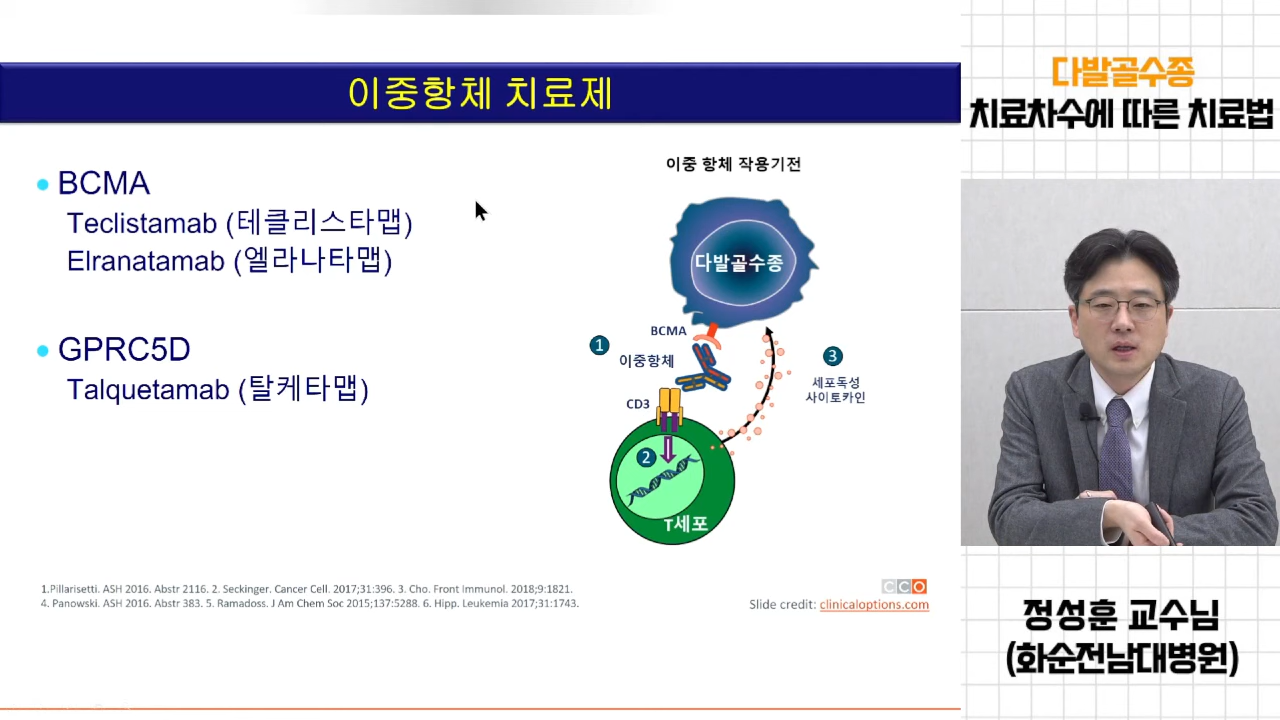 이중항체 치료제
BCMA
Teclistamab (테클리스타맵)
Elranatamab (엘라나타맵)
GPRC5D
Talquetamab (탈케타맵)
이중 항체 작용기전
다발골수종
BCMA
1
이중항체
3
세포독성
사이토카인
CD3
2
T세포
1.Pillarisetti. ASH 2016. Abstr 2116. 2. Seckinger. Cancer Cell. 2017;31:396. 3. Cho. Front Immunol. 2018;9:1821.
4. Panowski. ASH 2016. Abstr 383. 5. Ramadoss. J Am Chem Soc 2015;137:5288. 6. Hipp. Leukemia 2017;31:1743.
CCO
Slide credit: clinicaloptions.com
다발골수종
치료차수에 따른 치료법
정성훈 교수님
(화순전남대병원)